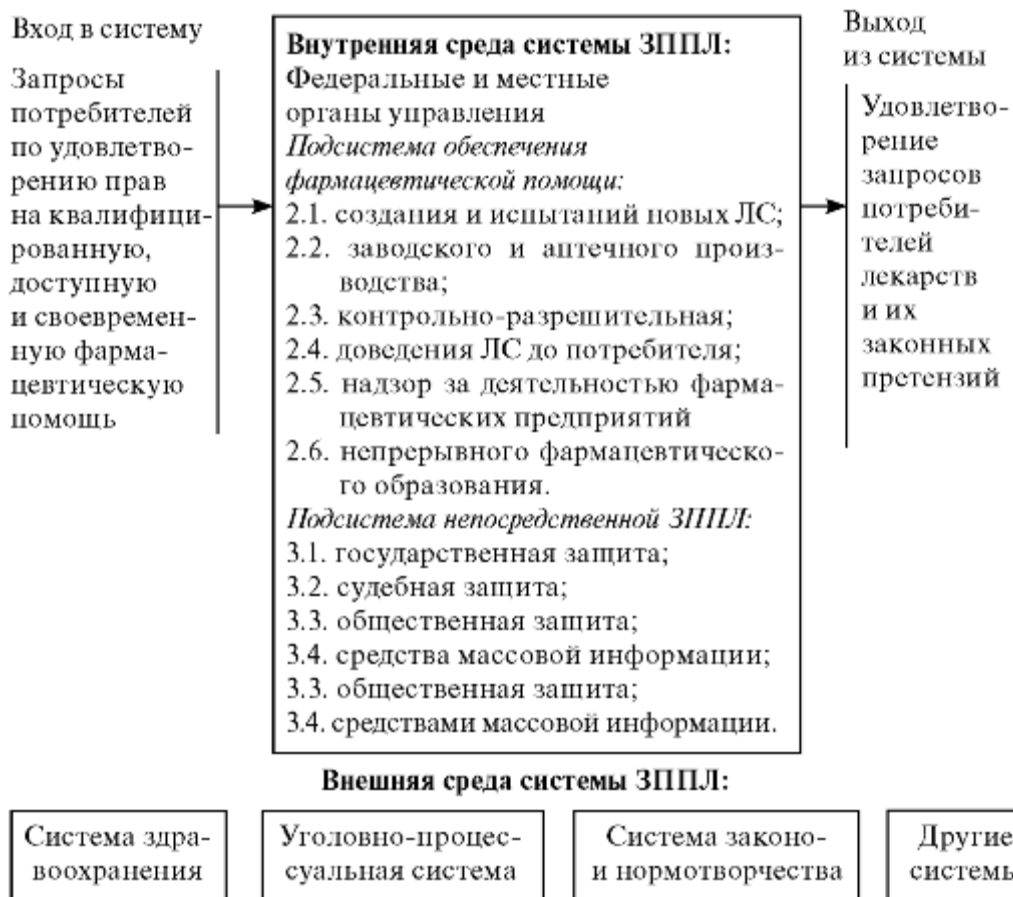 Вход в систему
Запросы
потребителей
по удовлетво-
рению прав
на квалифици-
рованную,
доступную
и своевремен-
ную фарма-
цевтическую
помощь
Внутренняя среда системы ЗППЛ:
Федеральные и местные
органы управления
Подсистема обеспечения
фармацевтической помощи:
2.1. создания и испытаний новых ЛС;
2.2. заводского и аптечного произ-
водства;
2.3. контрольно-разрешительная;
2.4. доведения ЛС до потребителя;
2.5. надзор за деятельностью фарма-
цевтических предприятий
2.6. непрерывного фармацевтическо-
го образования.
Подсистема непосредственной ЗППЛ:
3.1. государственная защита;
3.2. судебная защита;
3.3. общественная защита;
3.4. средства массовой информации;
3.3. общественная защита;
3.4. средствами массовой информации.
Выход
из системы
Удовлетво-
рение
запросов
потреби-
телей
лекарств
и их
законных
претензий
Внешняя среда системы ЗППЛ:
Система здра-
воохранения
Уголовно-процес-
суальная система
Система законо-
и нормотворчества
Другие
системы